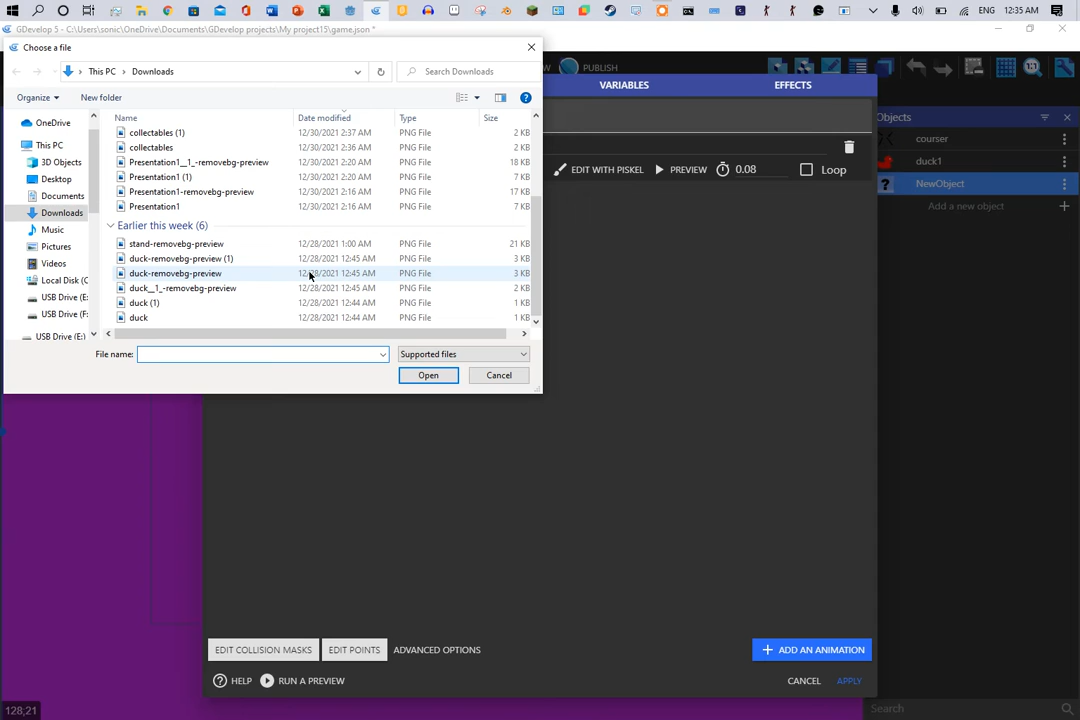 ENG 12:35 AM
GDevelop 5 - C:\Users\sonic\OneDrive\Documents\GDevelop projects\My project15\game.json *
Choose a file
This PC > Downloads
Search Downloads
Organize
New folder
Name Date modified Type Size
collectables (1) 12/30/2021 2:37 AM PNG File 2 KB
collectables 12/30/2021 2:36 AM PNG File 2 KB
Presentation1__1_-removebg-preview 12/30/2021 2:20 AM PNG File 18 KB
Presentation1 (1) 12/30/2021 2:20 AM PNG File 7 KB
Presentation1-removebg-preview 12/30/2021 2:16 AM PNG File 17 KB
Presentation1 12/30/2021 2:16 AM PNG File 7 KB
Earlier this week (6)
stand-removebg-preview 12/28/2021 1:00 AM PNG File 21 KB
duck-removebg-preview (1) 12/28/2021 12:45 AM PNG File 3 KB
duck-removebg-preview 12/28/2021 12:45 AM PNG File 3 KB
duck__1_-removebg-preview 12/28/2021 12:45 AM PNG File 2 KB
duck (1) 12/28/2021 12:44 AM PNG File 1 KB
duck 12/28/2021 12:44 AM PNG File 1 KB
OneDrive
This PC
3D Objects
Desktop
Documents
Downloads
Music
Pictures
Videos
Local Disk (C
USB Drive (E:
USB Drive (F:
USB Drive (E:)
File name:
Supported files
Open
Cancel
PUBLISH
VARIABLES
EFFECTS
EDIT WITH PISKEL
PREVIEW
0.08
Loop
Objects
courser
duck1
NewObject
Add a new object
EDIT COLLISION MASKS
EDIT POINTS
ADVANCED OPTIONS
ADD AN ANIMATION
HELP
RUN A PREVIEW
CANCEL
APPLY
128,21
Search